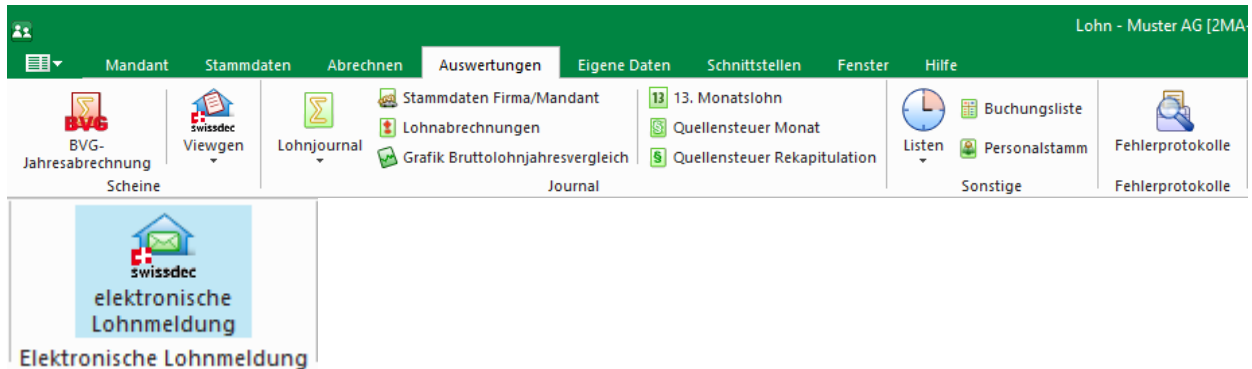 Lohn - Muster AG [2MA-
Mandant Stammdaten Abrechnen Auswertungen Eigene Daten Schnittstellen Fenster Hilfe
BVG
BVG-
Jahresabrechnung
swissdec
Viewgen
Scheine
Lohnjournal
Stammdaten Firma/Mandant
Lohnabrechnungen
Grafik Bruttolohnjahresvergleich
13 13. Monatslohn
Quellensteuer Monat
§ Quellensteuer Rekapitulation
Journal
Listen
Buchungsliste
Personalstamm
Sonstige
Fehlerprotokolle
Fehlerprotokolle
swissdec
elektronische
Lohnmeldung
Elektronische Lohnmeldung